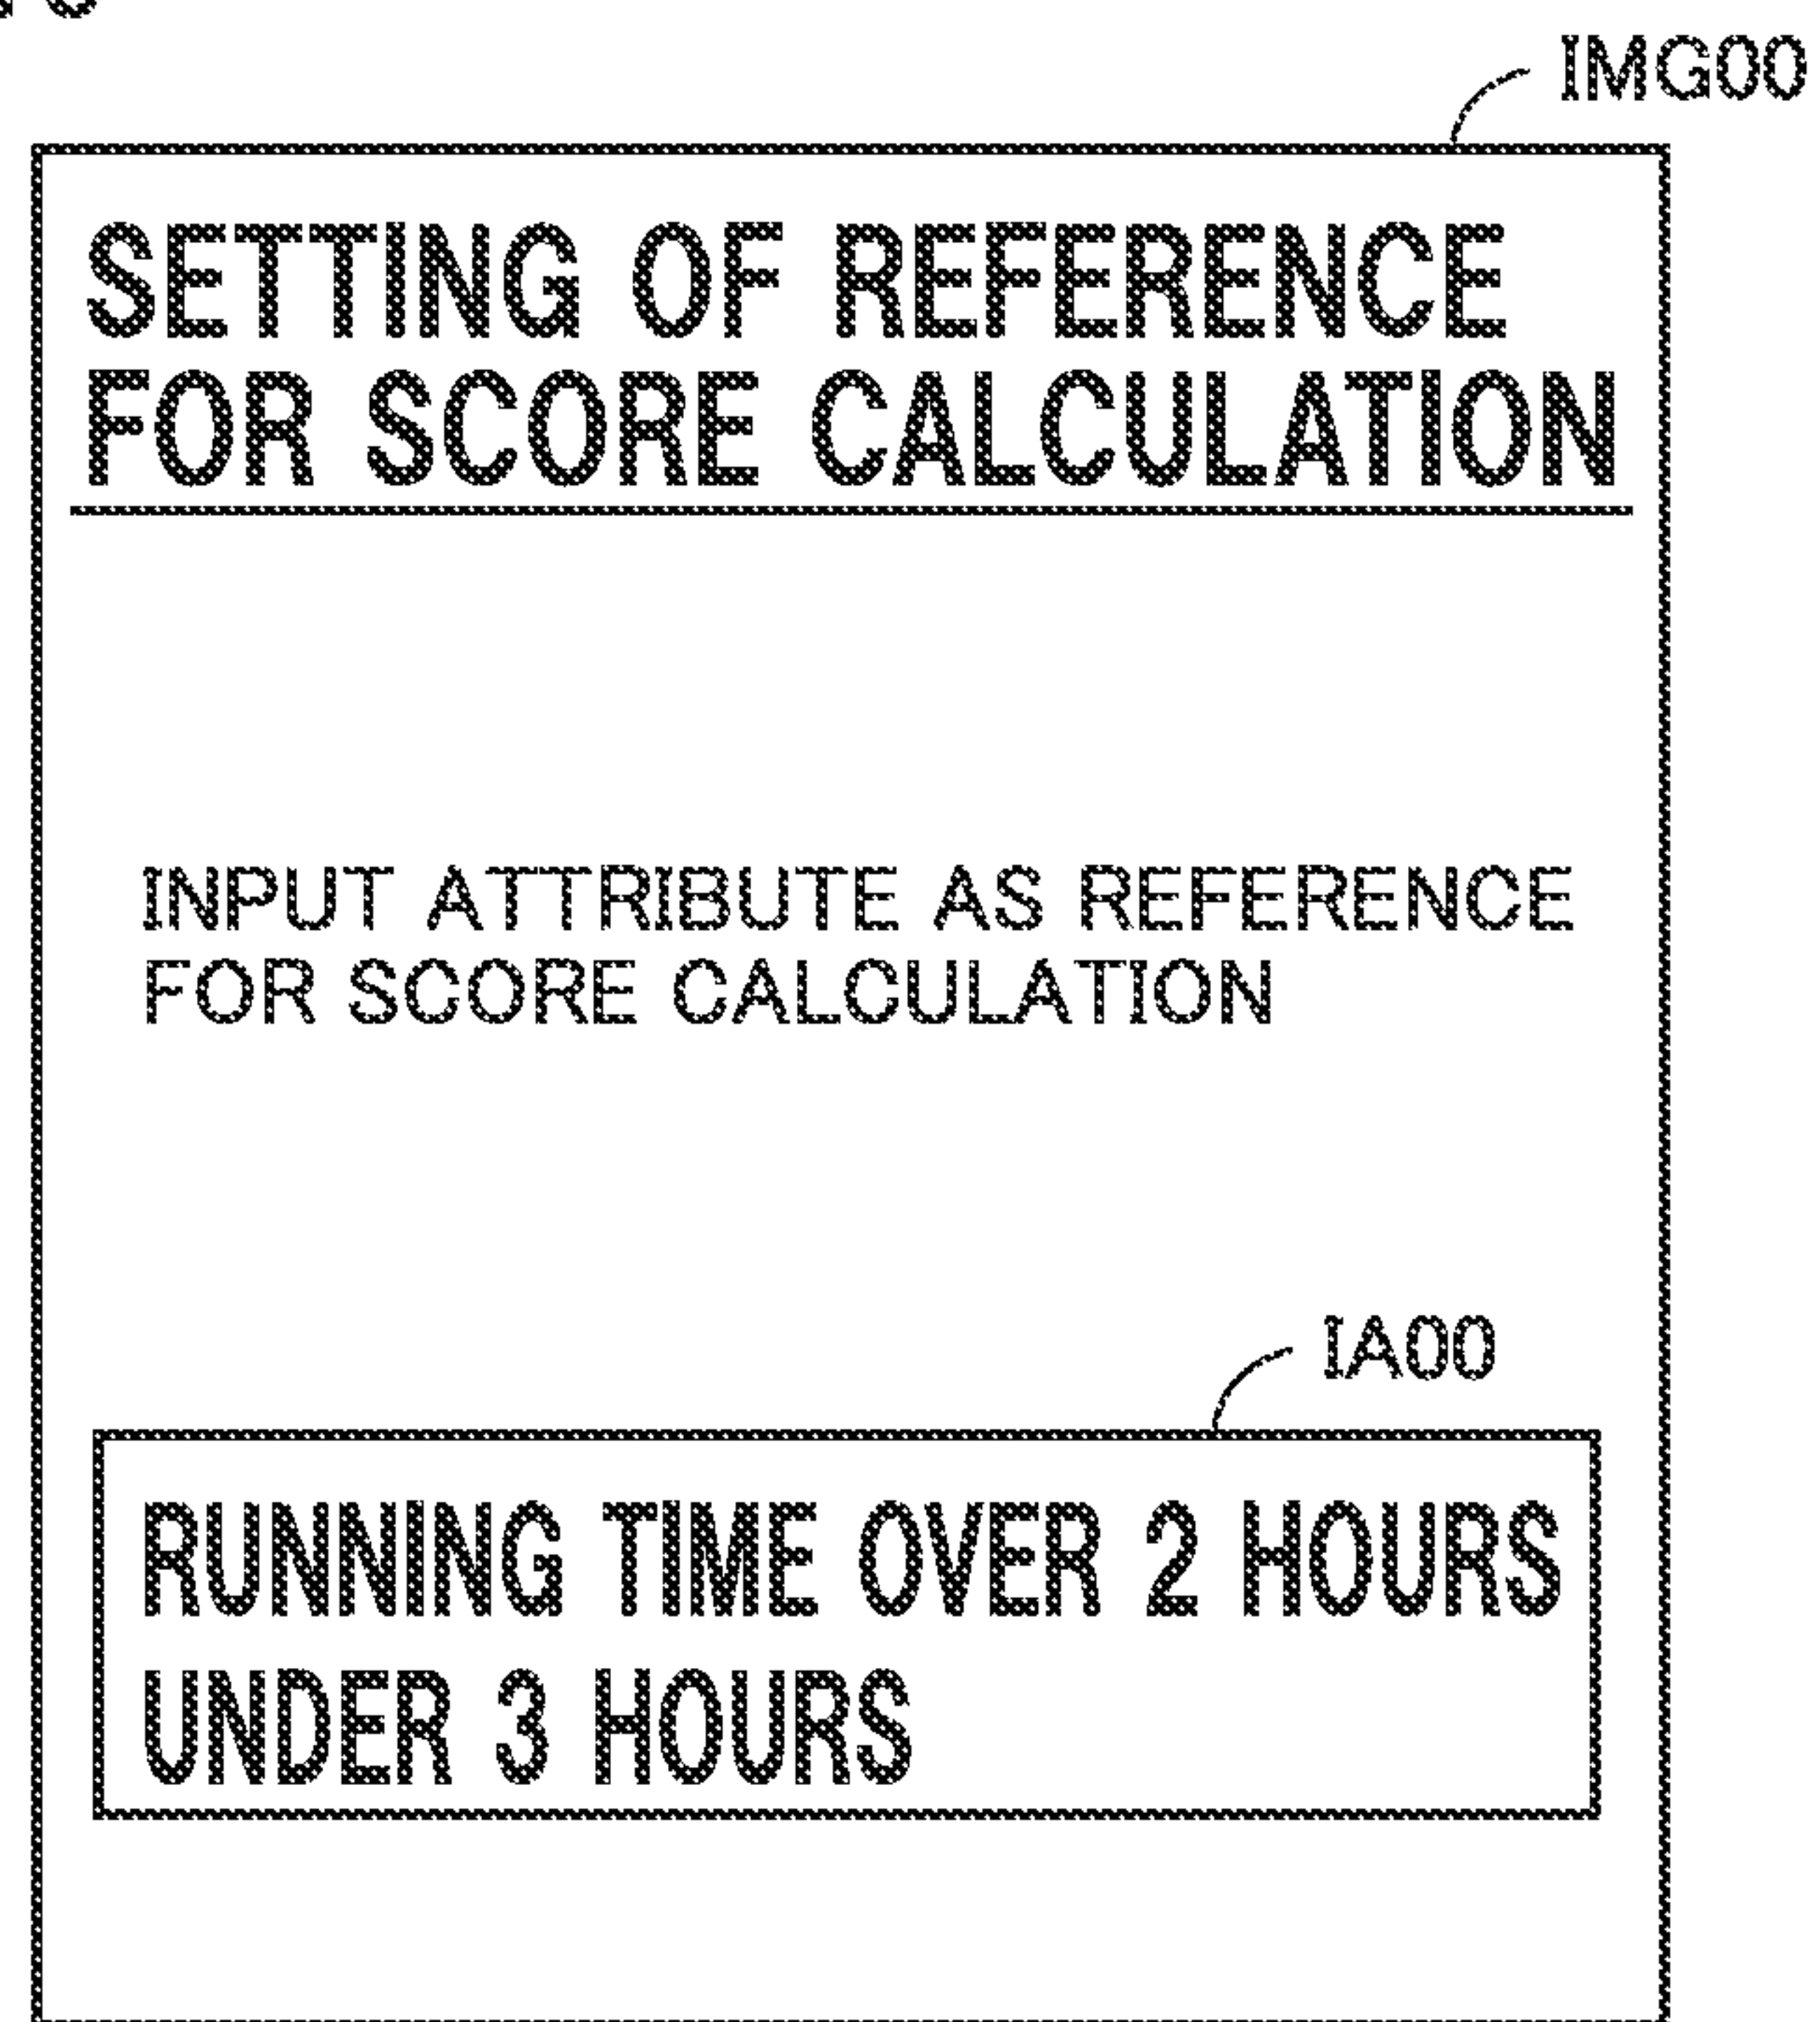 IMG00
SETTING OF REFERENCE
FOR SCORE CALCULATION
INPUT ATTRIBUTE AS REFERENCE
FOR SCORE CALCULATION
IA00
RUNNING TIME OVER 2 HOURS
UNDER 3 HOURS